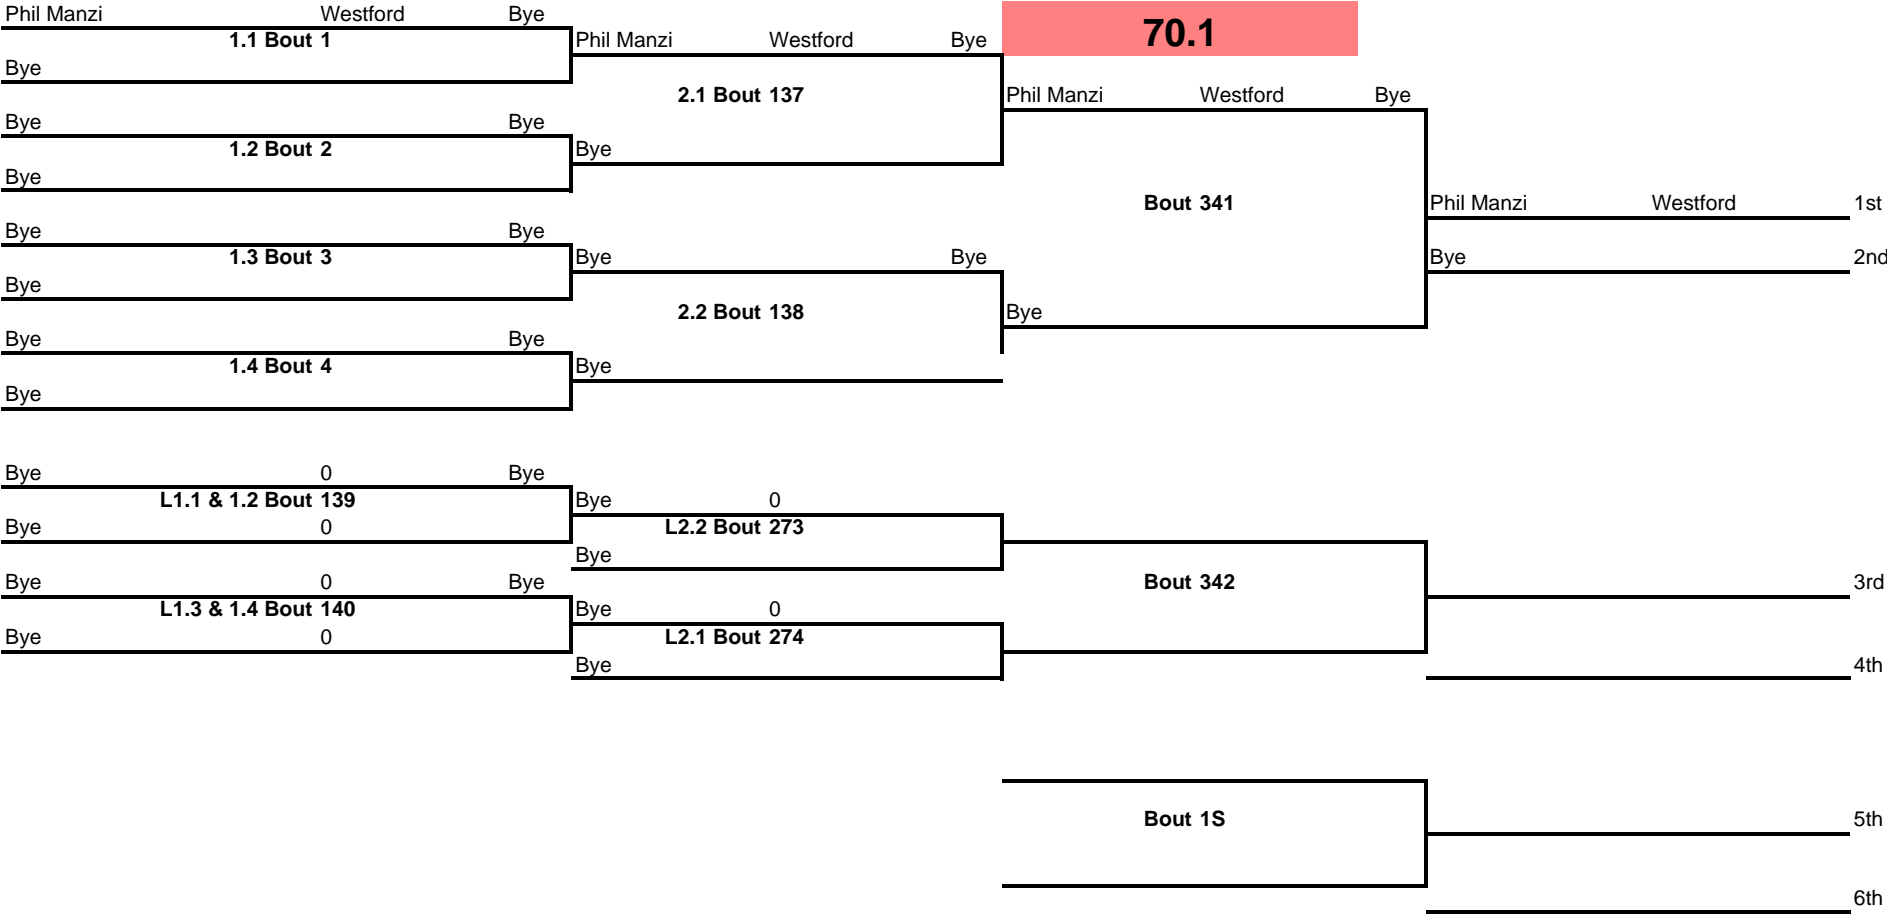 Phil Manzi Westford Bye 70.1
1.1 Bout 1 Phil Manzi Westford Bye
Bye
2.1 Bout 137 Phil Manzi Westford Bye
Bye Bye
1.2 Bout 2 Bye
Bye
Bout 341 Phil Manzi Westford 1st
Bye Bye
1.3 Bout 3 Bye Bye Bye 2nd
Bye
2.2 Bout 138 Bye
Bye Bye
1.4 Bout 4 Bye
Bye
Bye 0 Bye
L1.1 & 1.2 Bout 139 Bye 0
Bye 0 L2.2 Bout 273
Bye
Bye 0 Bye Bout 342 3rd
L1.3 & 1.4 Bout 140 Bye 0
Bye 0 L2.1 Bout 274
Bye 4th
Bout 1S 5th
6th